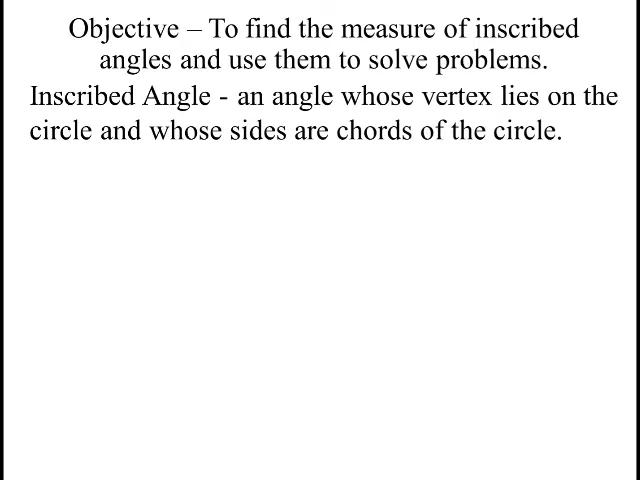 Objective – To find the measure of inscribed
angles and use them to solve problems.
Inscribed Angle - an angle whose vertex lies on the
circle and whose sides are chords of the circle.